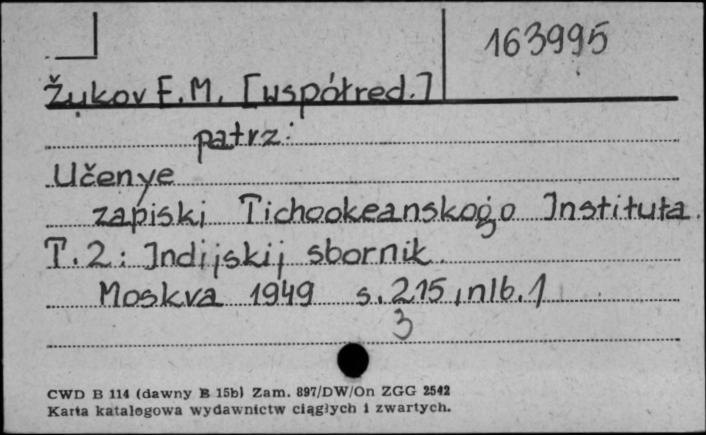 163995
Žukov E.M. [współred.]
patrz:
Učenye
zapiski Tichookeanskogo Instituta.
T.2: Indijskij sbornik.
Moskva 1949 s. 215, nlb. 1
3
CWD B 114 (dawny B 15b) Zam. 897/DW/On ZGG 2542
Karta katalogowa wydawnictw ciągłych i zwartych.